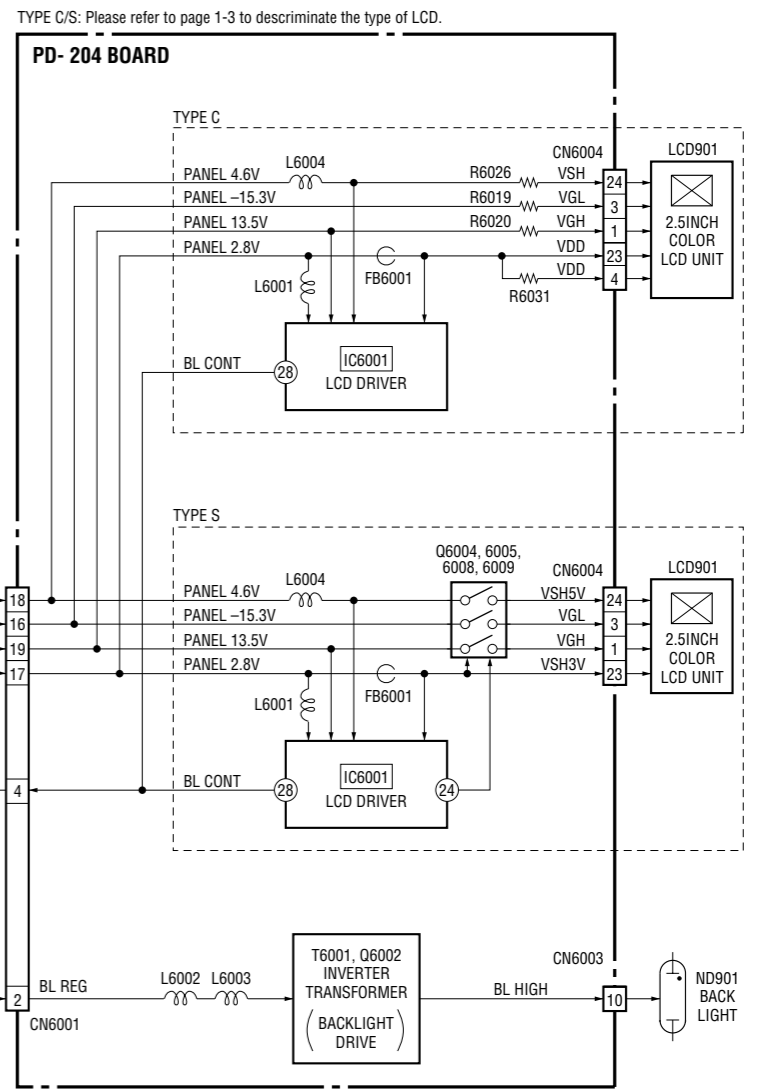 TYPE C/S: Please refer to page 1-3 to descriminate the type of LCD.
PD- 204 BOARD
TYPE C
PANEL 4.6V
L6004
R6026
VSH
CN6004
24
LCD901
PANEL –15.3V
R6019
VGL
3
PANEL 13.5V
R6020
VGH
1
2.5INCH
COLOR
LCD UNIT
PANEL 2.8V
FB6001
VDD
23
L6001
VDD
4
R6031
BL CONT
28
IC6001
LCD DRIVER
TYPE S
Q6004, 6005,
6008, 6009
CN6004
LCD901
18
PANEL 4.6V
L6004
VSH5V
24
16
PANEL –15.3V
VGL
3
19
PANEL 13.5V
VGH
1
2.5INCH
COLOR
LCD UNIT
17
PANEL 2.8V
FB6001
VSH3V
23
L6001
4
BL CONT
28
IC6001
LCD DRIVER
24
2
BL REG
CN6001
L6002
L6003
T6001, Q6002
INVERTER
TRANSFORMER
(BACKLIGHT
DRIVE)
BL HIGH
CN6003
10
ND901
BACK
LIGHT